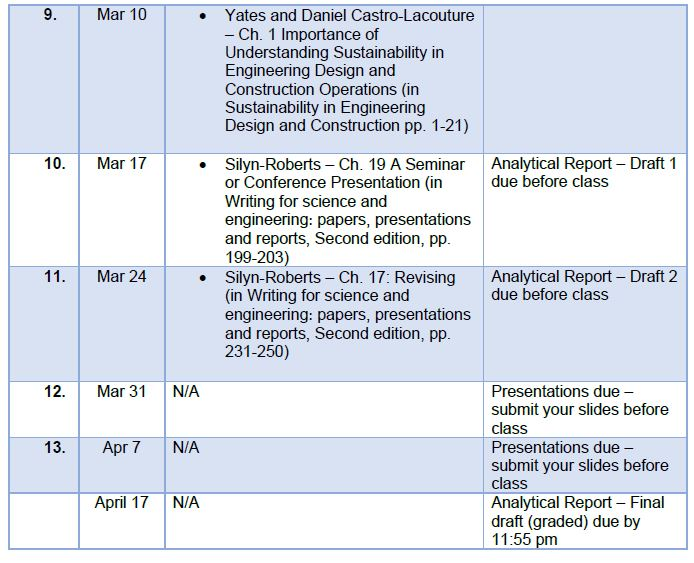 9.
Mar 10
• Yates and Daniel Castro-Lacouture
– Ch. 1 Importance of
Understanding Sustainability in
Engineering Design and
Construction Operations (in
Sustainability in Engineering
Design and Construction pp. 1-21)
10.
Mar 17
• Silyn-Roberts – Ch. 19 A Seminar
or Conference Presentation (in
Writing for science and
engineering: papers, presentations
and reports, Second edition, pp.
199-203)
Analytical Report – Draft 1
due before class
11.
Mar 24
• Silyn-Roberts – Ch. 17: Revising
(in Writing for science and
engineering: papers, presentations
and reports, Second edition, pp.
231-250)
Analytical Report – Draft 2
due before class
12.
Mar 31
N/A
Presentations due –
submit your slides before
class
13.
Apr 7
N/A
Presentations due –
submit your slides before
class
April 17
N/A
Analytical Report – Final
draft (graded) due by
11:55 pm